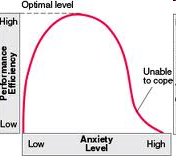 Optimal level
High
Performance
Efficiency
Low
Unable
to cope
Low
Anxiety
Level
High